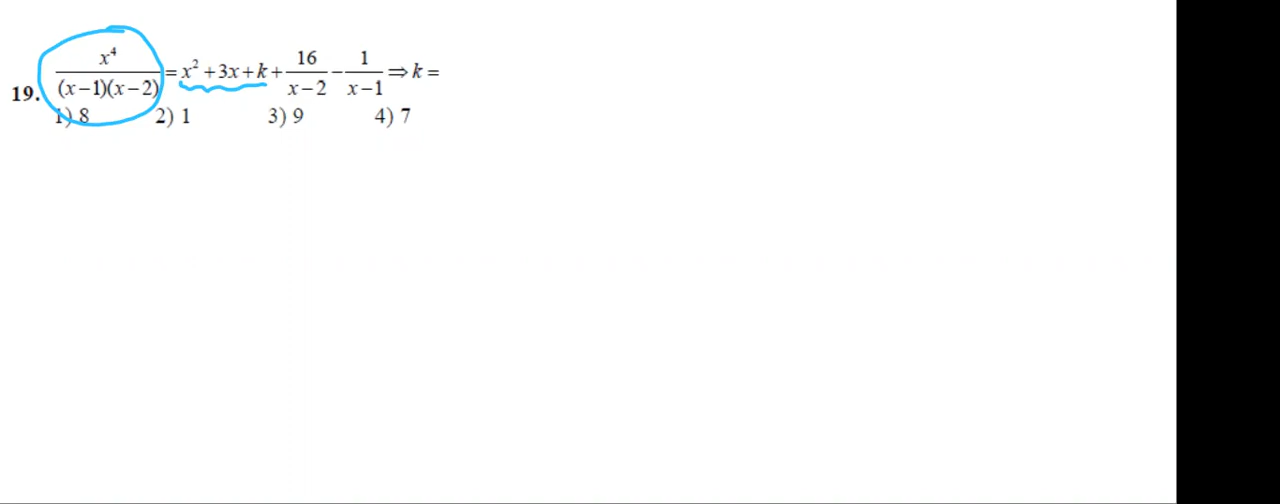 19. x⁴/((x−1)(x−2)) = x² + 3x + k + 16/(x−2) − 1/(x−1) ⇒ k =
1) 8 2) 1 3) 9 4) 7